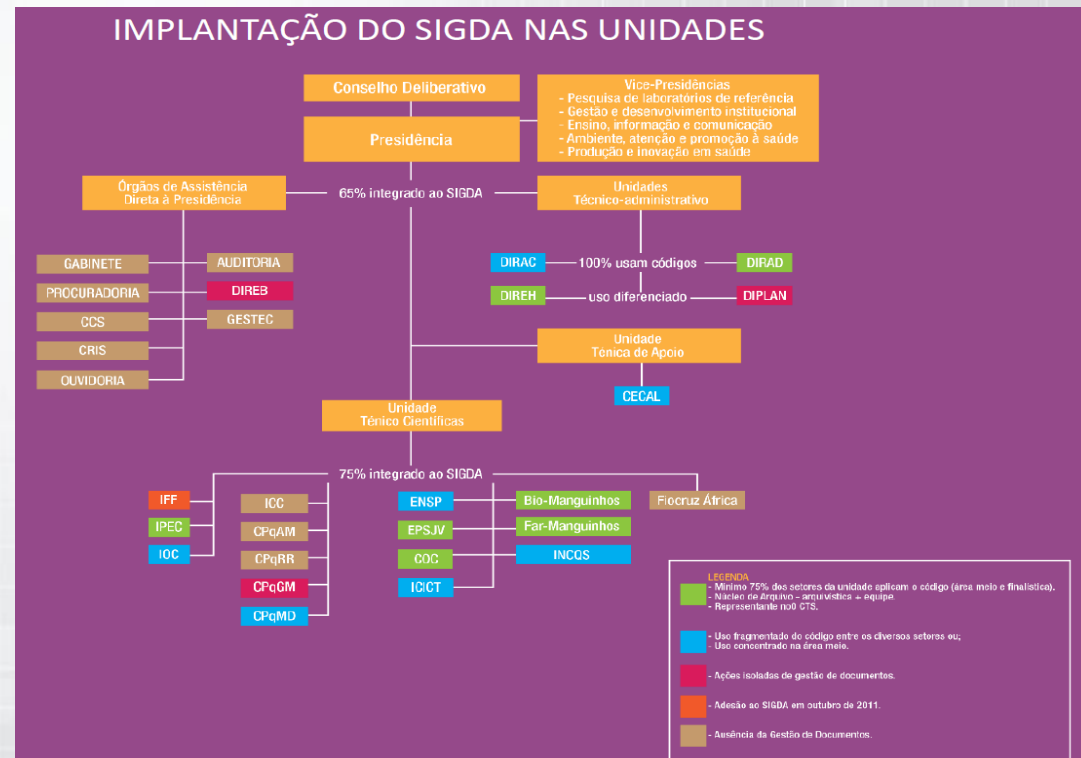 IMPLANTAÇÃO DO SIGDA NAS UNIDADES
Conselho Deliberativo
Presidência
Vice-Presidências
- Pesquisa de laboratórios de referência
- Gestão e desenvolvimento institucional
- Ensino, informação e comunicação
- Ambiente, atenção e promoção à saúde
- Produção e inovação em saúde
Órgãos de Assistência
Direta à Presidência
65% integrado ao SIGDA
Unidades
Técnico-administrativo
GABINETE
AUDITORIA
PROCURADORIA
DIREB
CCS
GESTEC
CRIS
OUVIDORIA
DIRAC
100% usam códigos
DIRAD
DIREH
uso diferenciado
DIPLAN
Unidade
Ténica de Apoio
CECAL
Unidade
Ténico Científicas
75% integrado ao SIGDA
IFF
IPEC
IOC
ICC
CPqAM
CPqRR
CPqGM
CPqMD
ENSP
EPSJV
COC
ICICT
Bio-Manguinhos
Far-Manguinhos
INCQS
Fiocruz África
LEGENDA
- Mínimo 75% dos setores da unidade aplicam o código (área meio e finalística).
- Núcleo de Arquivo - arquivística + equipe.
- Representante no0 CTS.
- Uso fragmentado do código entre os diversos setores ou;
- Uso concentrado na área meio.
- Ações isoladas de gestão de documentos.
- Adesão ao SIGDA em outubro de 2011.
- Ausência da Gestão de Documentos.